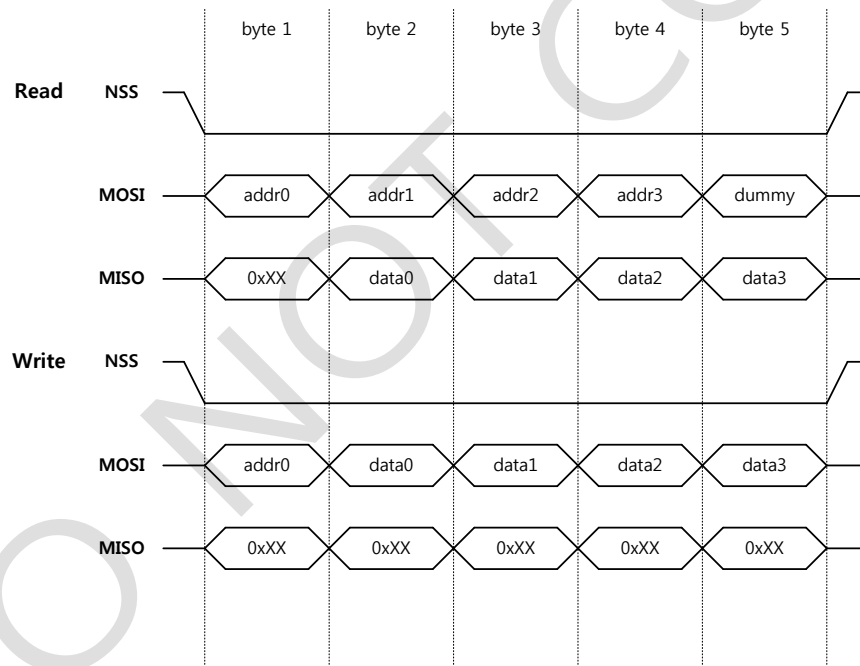 byte 1 byte 2 byte 3 byte 4 byte 5
Read NSS
MOSI addr0 addr1 addr2 addr3 dummy
MISO 0xXX data0 data1 data2 data3
Write NSS
MOSI addr0 data0 data1 data2 data3
MISO 0xXX 0xXX 0xXX 0xXX 0xXX
O NOT CO